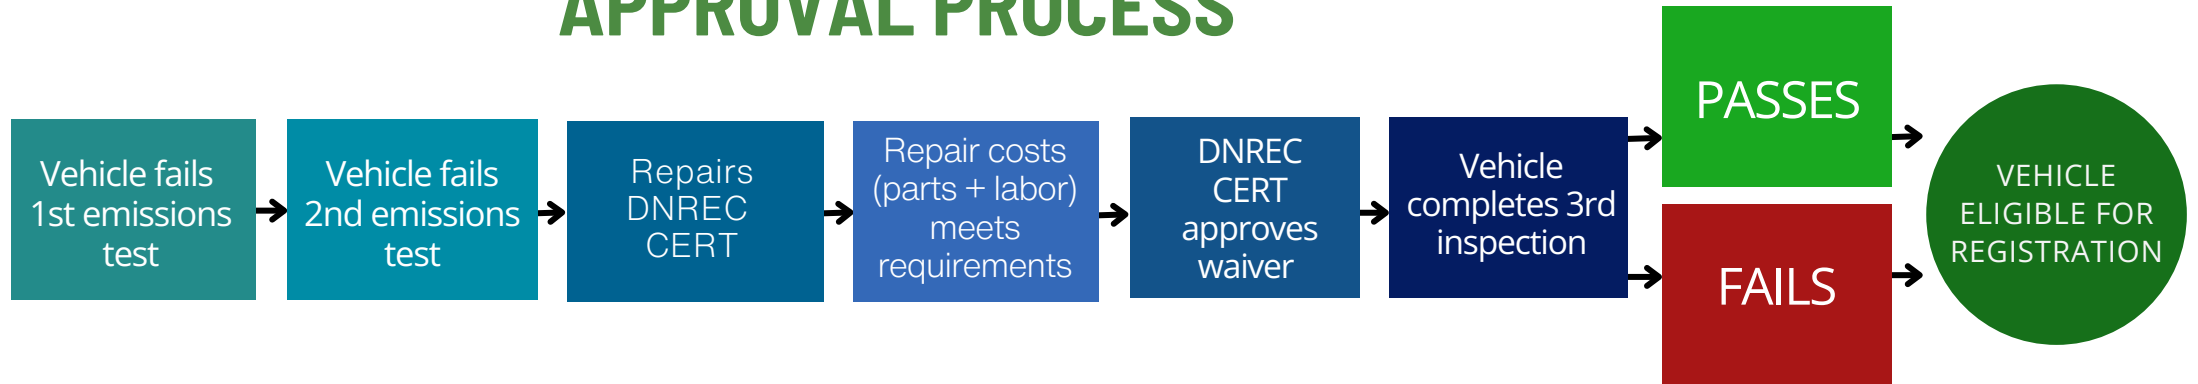 APPROVAL PROCESS
Vehicle fails
1st emissions
test
Vehicle fails
2nd emissions
test
Repairs
DNREC
CERT
Repair costs
(parts + labor)
meets
requirements
DNREC
CERT
approves
waiver
Vehicle
completes 3rd
inspection
PASSES
FAILS
VEHICLE
ELIGIBLE FOR
REGISTRATION